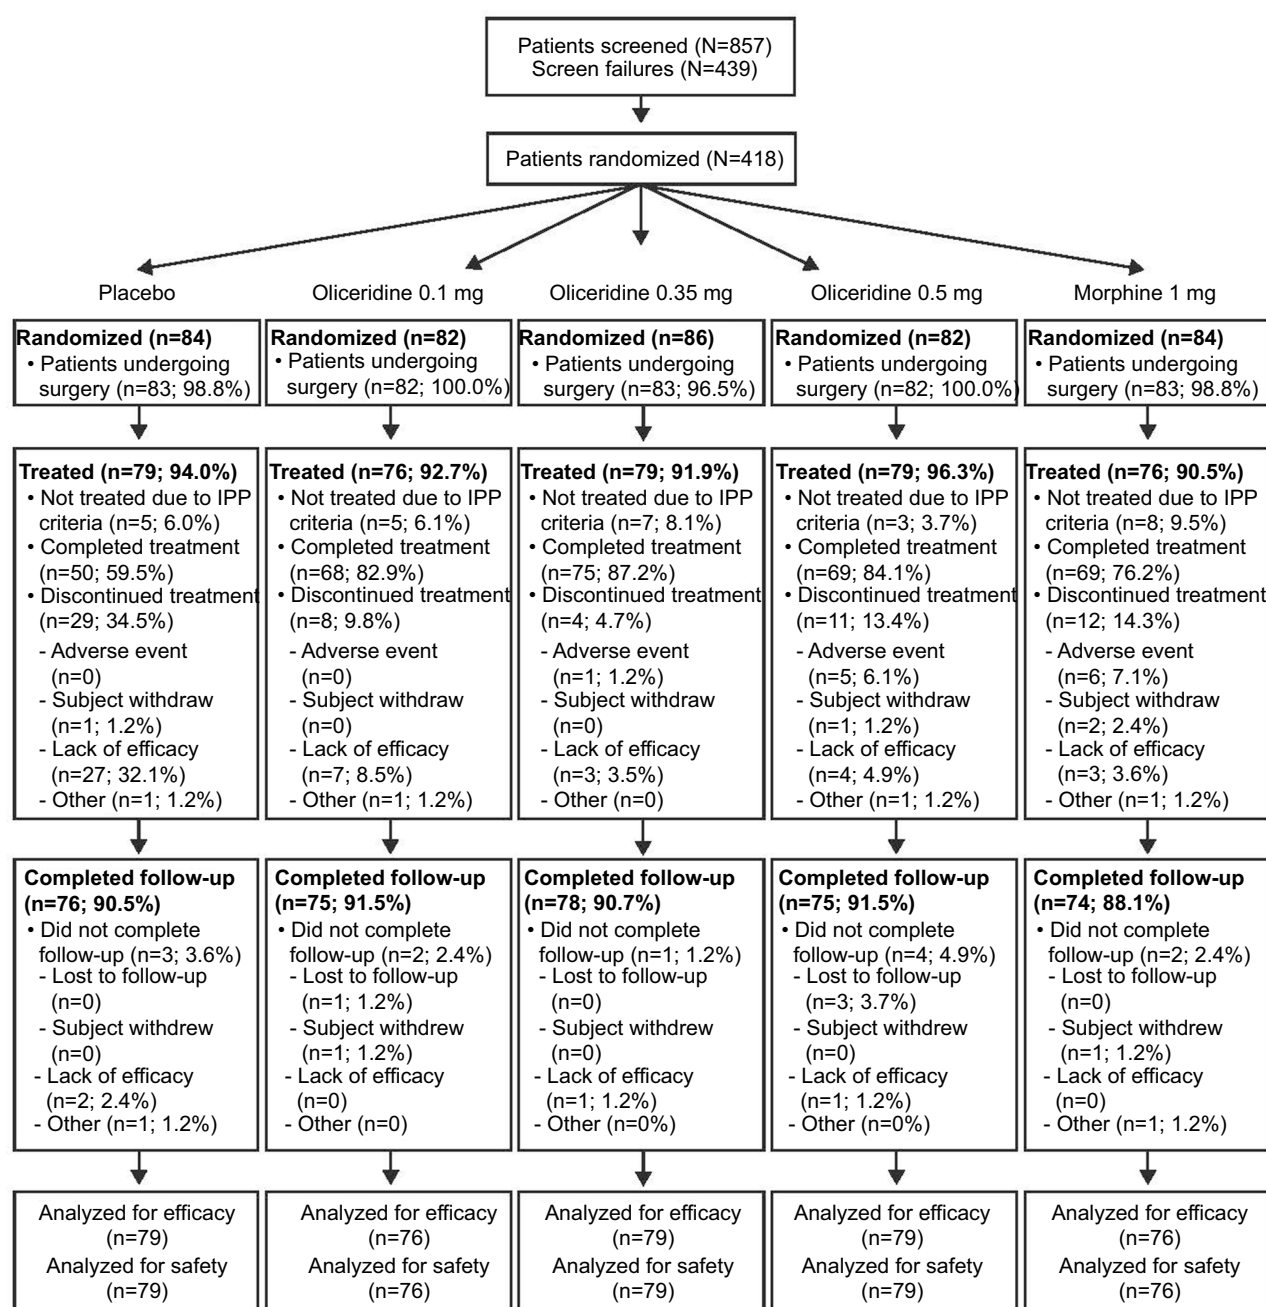 Patients screened (N=857)
Screen failures (N=439)
Patients randomized (N=418)
Placebo
Oliceridine 0.1 mg
Oliceridine 0.35 mg
Oliceridine 0.5 mg
Morphine 1 mg
Randomized (n=84)
• Patients undergoing
surgery (n=83; 98.8%)
Randomized (n=82)
• Patients undergoing
surgery (n=82; 100.0%)
Randomized (n=86)
• Patients undergoing
surgery (n=83; 96.5%)
Randomized (n=82)
• Patients undergoing
surgery (n=82; 100.0%)
Randomized (n=84)
• Patients undergoing
surgery (n=83; 98.8%)
Treated (n=79; 94.0%)
• Not treated due to IPP
criteria (n=5; 6.0%)
• Completed treatment
(n=50; 59.5%)
• Discontinued treatment
(n=29; 34.5%)
- Adverse event
(n=0)
- Subject withdraw
(n=1; 1.2%)
- Lack of efficacy
(n=27; 32.1%)
- Other (n=1; 1.2%)
Treated (n=76; 92.7%)
• Not treated due to IPP
criteria (n=5; 6.1%)
• Completed treatment
(n=68; 82.9%)
• Discontinued treatment
(n=8; 9.8%)
- Adverse event
(n=0)
- Subject withdraw
(n=0)
- Lack of efficacy
(n=7; 8.5%)
- Other (n=1; 1.2%)
Treated (n=79; 91.9%)
• Not treated due to IPP
criteria (n=7; 8.1%)
• Completed treatment
(n=75; 87.2%)
• Discontinued treatment
(n=4; 4.7%)
- Adverse event
(n=1; 1.2%)
- Subject withdraw
(n=0)
- Lack of efficacy
(n=3; 3.5%)
- Other (n=0)
Treated (n=79; 96.3%)
• Not treated due to IPP
criteria (n=3; 3.7%)
• Completed treatment
(n=69; 84.1%)
• Discontinued treatment
(n=11; 13.4%)
- Adverse event
(n=5; 6.1%)
- Subject withdraw
(n=1; 1.2%)
- Lack of efficacy
(n=4; 4.9%)
- Other (n=1; 1.2%)
Treated (n=76; 90.5%)
• Not treated due to IPP
criteria (n=8; 9.5%)
• Completed treatment
(n=69; 76.2%)
• Discontinued treatment
(n=12; 14.3%)
- Adverse event
(n=6; 7.1%)
- Subject withdraw
(n=2; 2.4%)
- Lack of efficacy
(n=3; 3.6%)
- Other (n=1; 1.2%)
Completed follow-up
(n=76; 90.5%)
• Did not complete
follow-up (n=3; 3.6%)
- Lost to follow-up
(n=0)
- Subject withdrew
(n=0)
- Lack of efficacy
(n=2; 2.4%)
- Other (n=1; 1.2%)
Completed follow-up
(n=75; 91.5%)
• Did not complete
follow-up (n=2; 2.4%)
- Lost to follow-up
(n=1; 1.2%)
- Subject withdrew
(n=1; 1.2%)
- Lack of efficacy
(n=0)
- Other (n=0)
Completed follow-up
(n=78; 90.7%)
• Did not complete
follow-up (n=1; 1.2%)
- Lost to follow-up
(n=0)
- Subject withdrew
(n=0)
- Lack of efficacy
(n=1; 1.2%)
- Other (n=0%)
Completed follow-up
(n=75; 91.5%)
• Did not complete
follow-up (n=4; 4.9%)
- Lost to follow-up
(n=3; 3.7%)
- Subject withdrew
(n=0)
- Lack of efficacy
(n=1; 1.2%)
- Other (n=0%)
Completed follow-up
(n=74; 88.1%)
• Did not complete
follow-up (n=2; 2.4%)
- Lost to follow-up
(n=0)
- Subject withdrew
(n=1; 1.2%)
- Lack of efficacy
(n=0)
- Other (n=1; 1.2%)
Analyzed for efficacy
(n=79)
Analyzed for safety
(n=79)
Analyzed for efficacy
(n=76)
Analyzed for safety
(n=76)
Analyzed for efficacy
(n=79)
Analyzed for safety
(n=79)
Analyzed for efficacy
(n=79)
Analyzed for safety
(n=79)
Analyzed for efficacy
(n=76)
Analyzed for safety
(n=76)